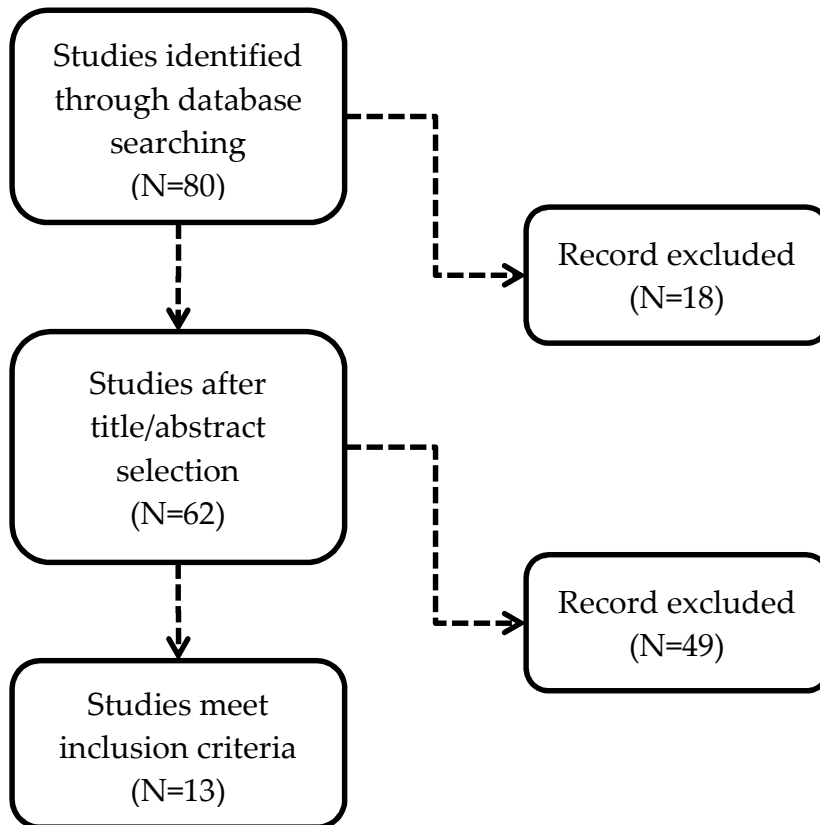 Studies identified
through database
searching
(N=80)
Record excluded
(N=18)
Studies after
title/abstract
selection
(N=62)
Record excluded
(N=49)
Studies meet
inclusion criteria
(N=13)